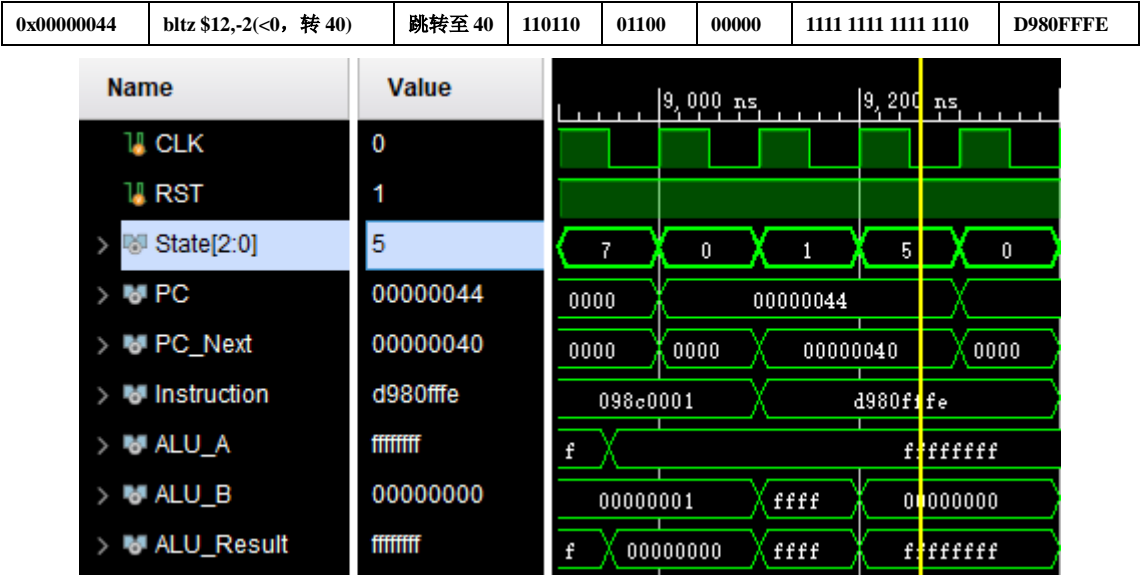 0x00000044 bltz $12,-2(<0，转 40) 跳转至 40 110110 01100 00000 1111 1111 1111 1110 D980FFFE
Name Value 9,000 ns 9,200 ns
CLK 0
RST 1
State[2:0] 5 7 0 1 5 0
PC 00000044 0000 00000044
PC_Next 00000040 0000 0000 00000040 0000
Instruction d980fffe 098c0001 d980fffe
ALU_A ffffffff f ffffffff
ALU_B 00000000 00000001 ffff 00000000
ALU_Result ffffffff f 00000000 ffff ffffffff